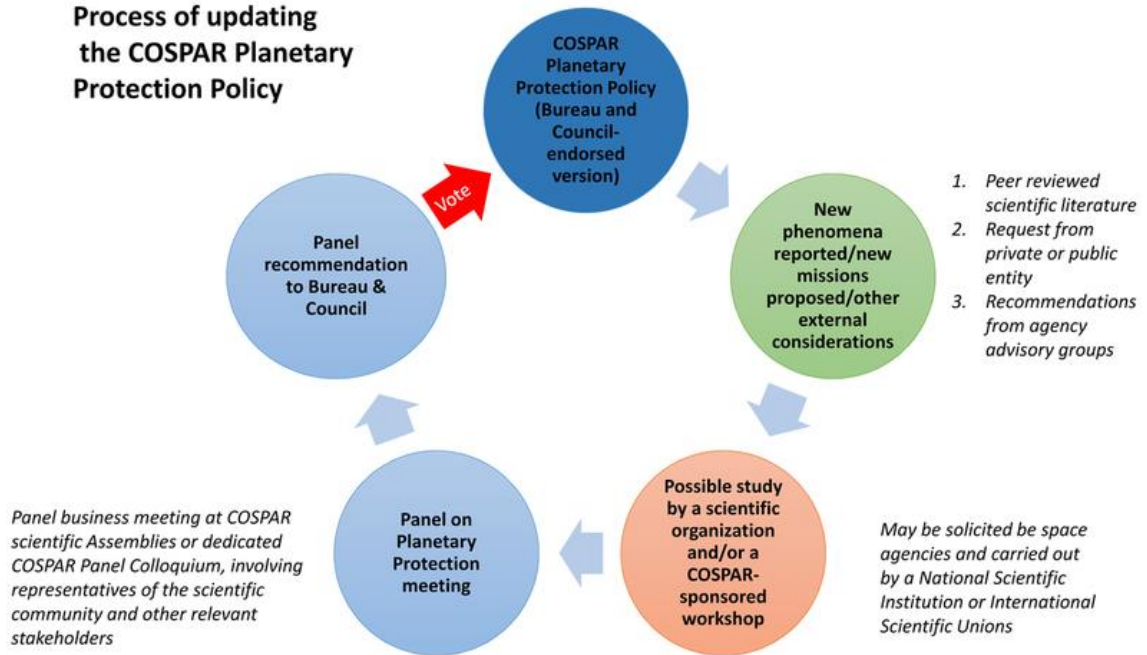 Process of updating
the COSPAR Planetary
Protection Policy
COSPAR
Planetary
Protection Policy
(Bureau and
Council-
endorsed
version)
Vote
New
phenomena
reported/new
missions
proposed/other
external
considerations
1. Peer reviewed
scientific literature
2. Request from
private or public
entity
3. Recommendations
from agency
advisory groups
Possible study
by a scientific
organization
and/or a
COSPAR-
sponsored
workshop
May be solicited be space
agencies and carried out
by a National Scientific
Institution or International
Scientific Unions
Panel on
Planetary
Protection
meeting
Panel business meeting at COSPAR
scientific Assemblies or dedicated
COSPAR Panel Colloquium, involving
representatives of the scientific
community and other relevant
stakeholders
Panel
recommendation
to Bureau &
Council